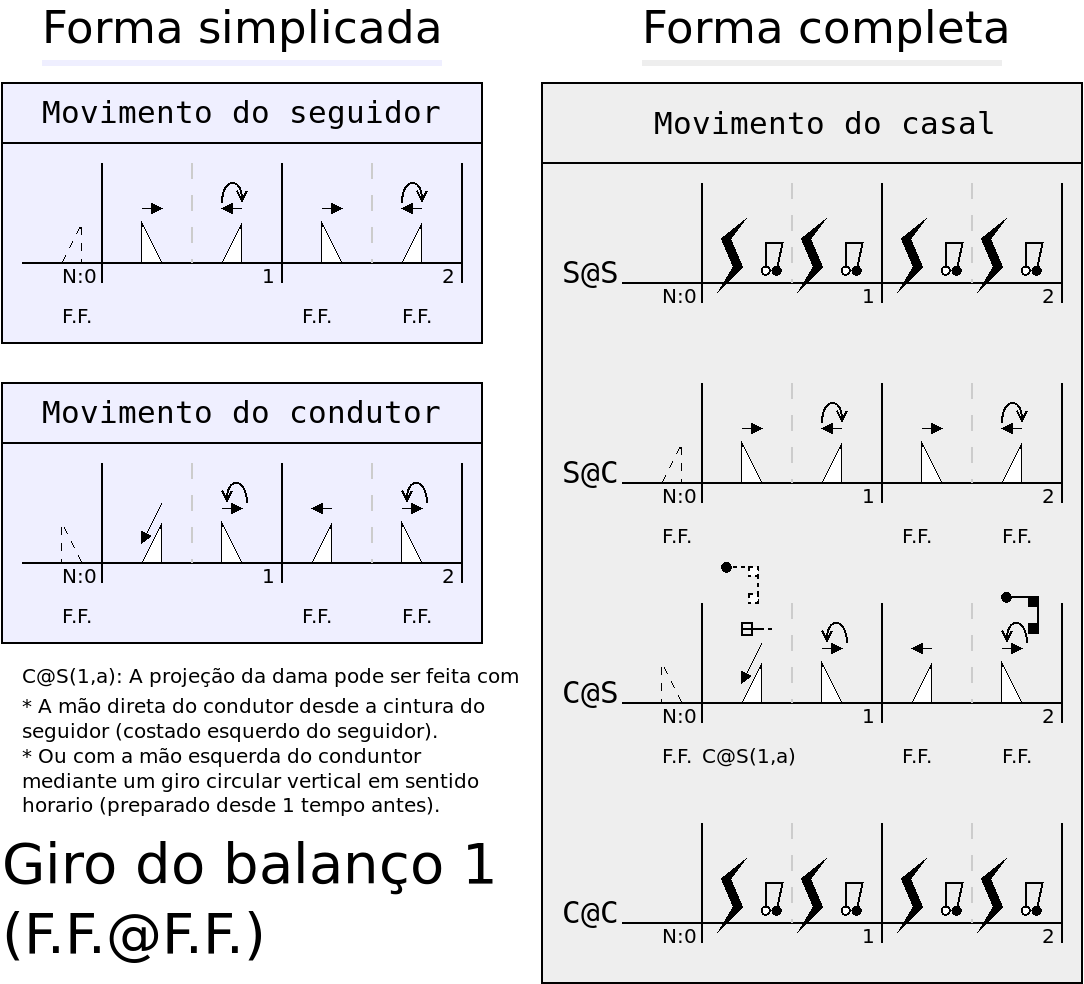 Forma simplicada
Movimento do seguidor
N:0 1 2
F.F. F.F. F.F.
Movimento do condutor
N:0 1 2
F.F. F.F. F.F.
C@S(1,a): A projeção da dama pode ser feita com
* A mão direta do condutor desde a cintura do
seguidor (costado esquerdo do seguidor).
* Ou com a mão esquerda do conduntor
mediante um giro circular vertical em sentido
horario (preparado desde 1 tempo antes).
Giro do balanço 1
(F.F.@F.F.)
Forma completa
Movimento do casal
S@S
N:0 1 2
S@C
N:0 1 2
F.F. F.F. F.F.
C@S
N:0 1 2
F.F. C@S(1,a) F.F. F.F.
C@C
N:0 1 2